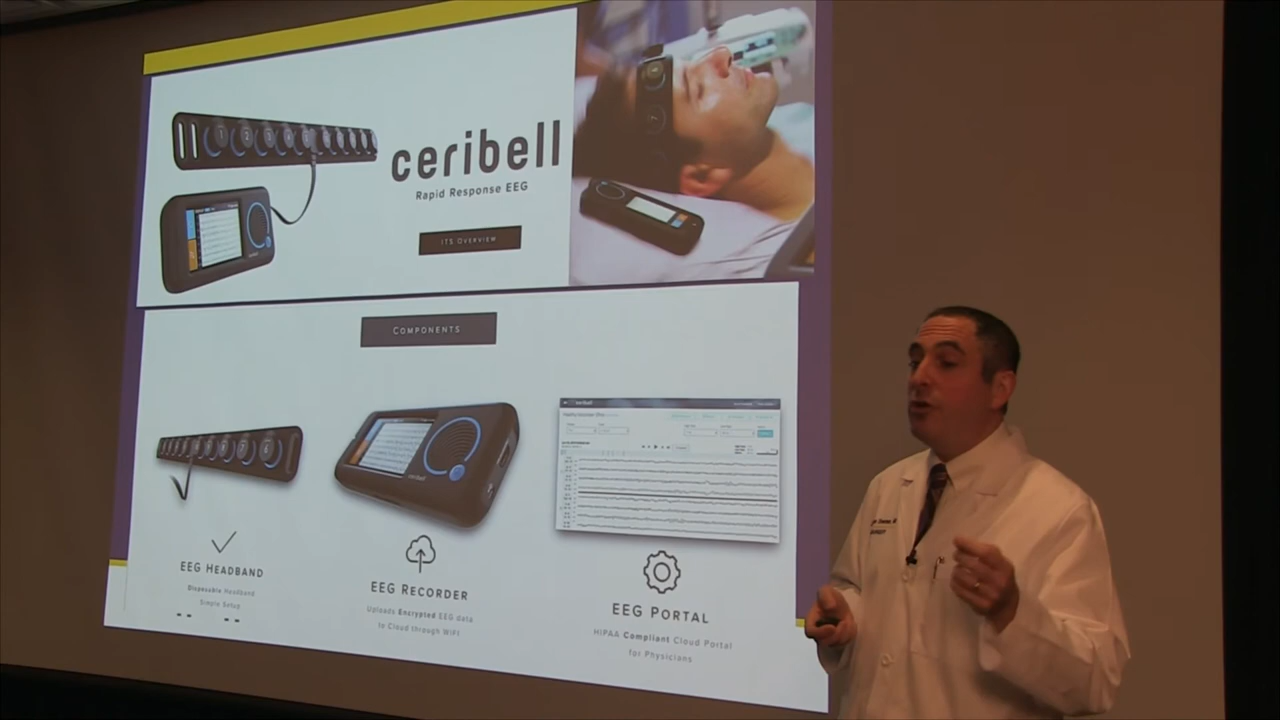 ceribell
Rapid Response EEG
ITS OVERVIEW
COMPONENTS
ceribell
EEG HEADBAND
Disposable Headband
Simple Setup
EEG RECORDER
Uploads Encrypted EEG data
to Cloud through WiFi
EEG PORTAL
HIPAA Compliant Cloud Portal
for Physicians